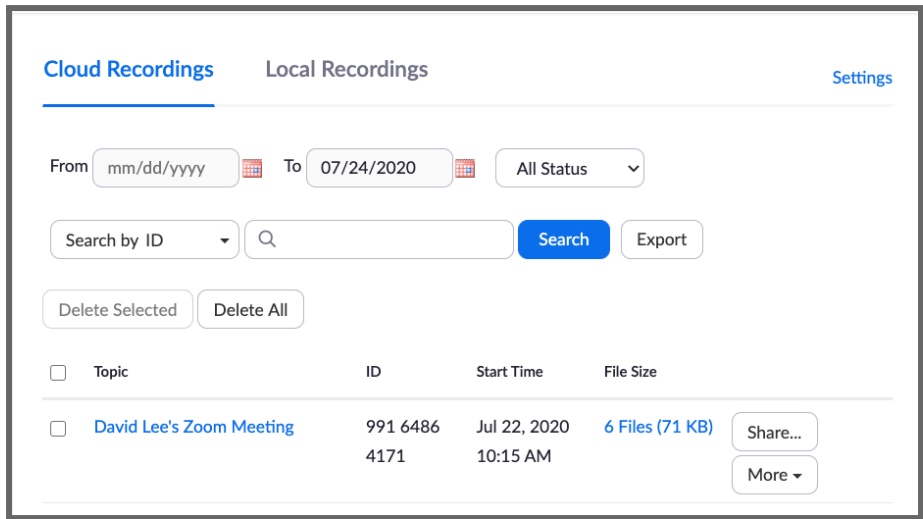 Cloud Recordings Local Recordings
Settings
From mm/dd/yyyy To 07/24/2020 All Status
Search by ID Search Export
Delete Selected Delete All
Topic ID Start Time File Size
David Lee's Zoom Meeting 991 6486 Jul 22, 2020 6 Files (71 KB) Share...
4171 10:15 AM
More